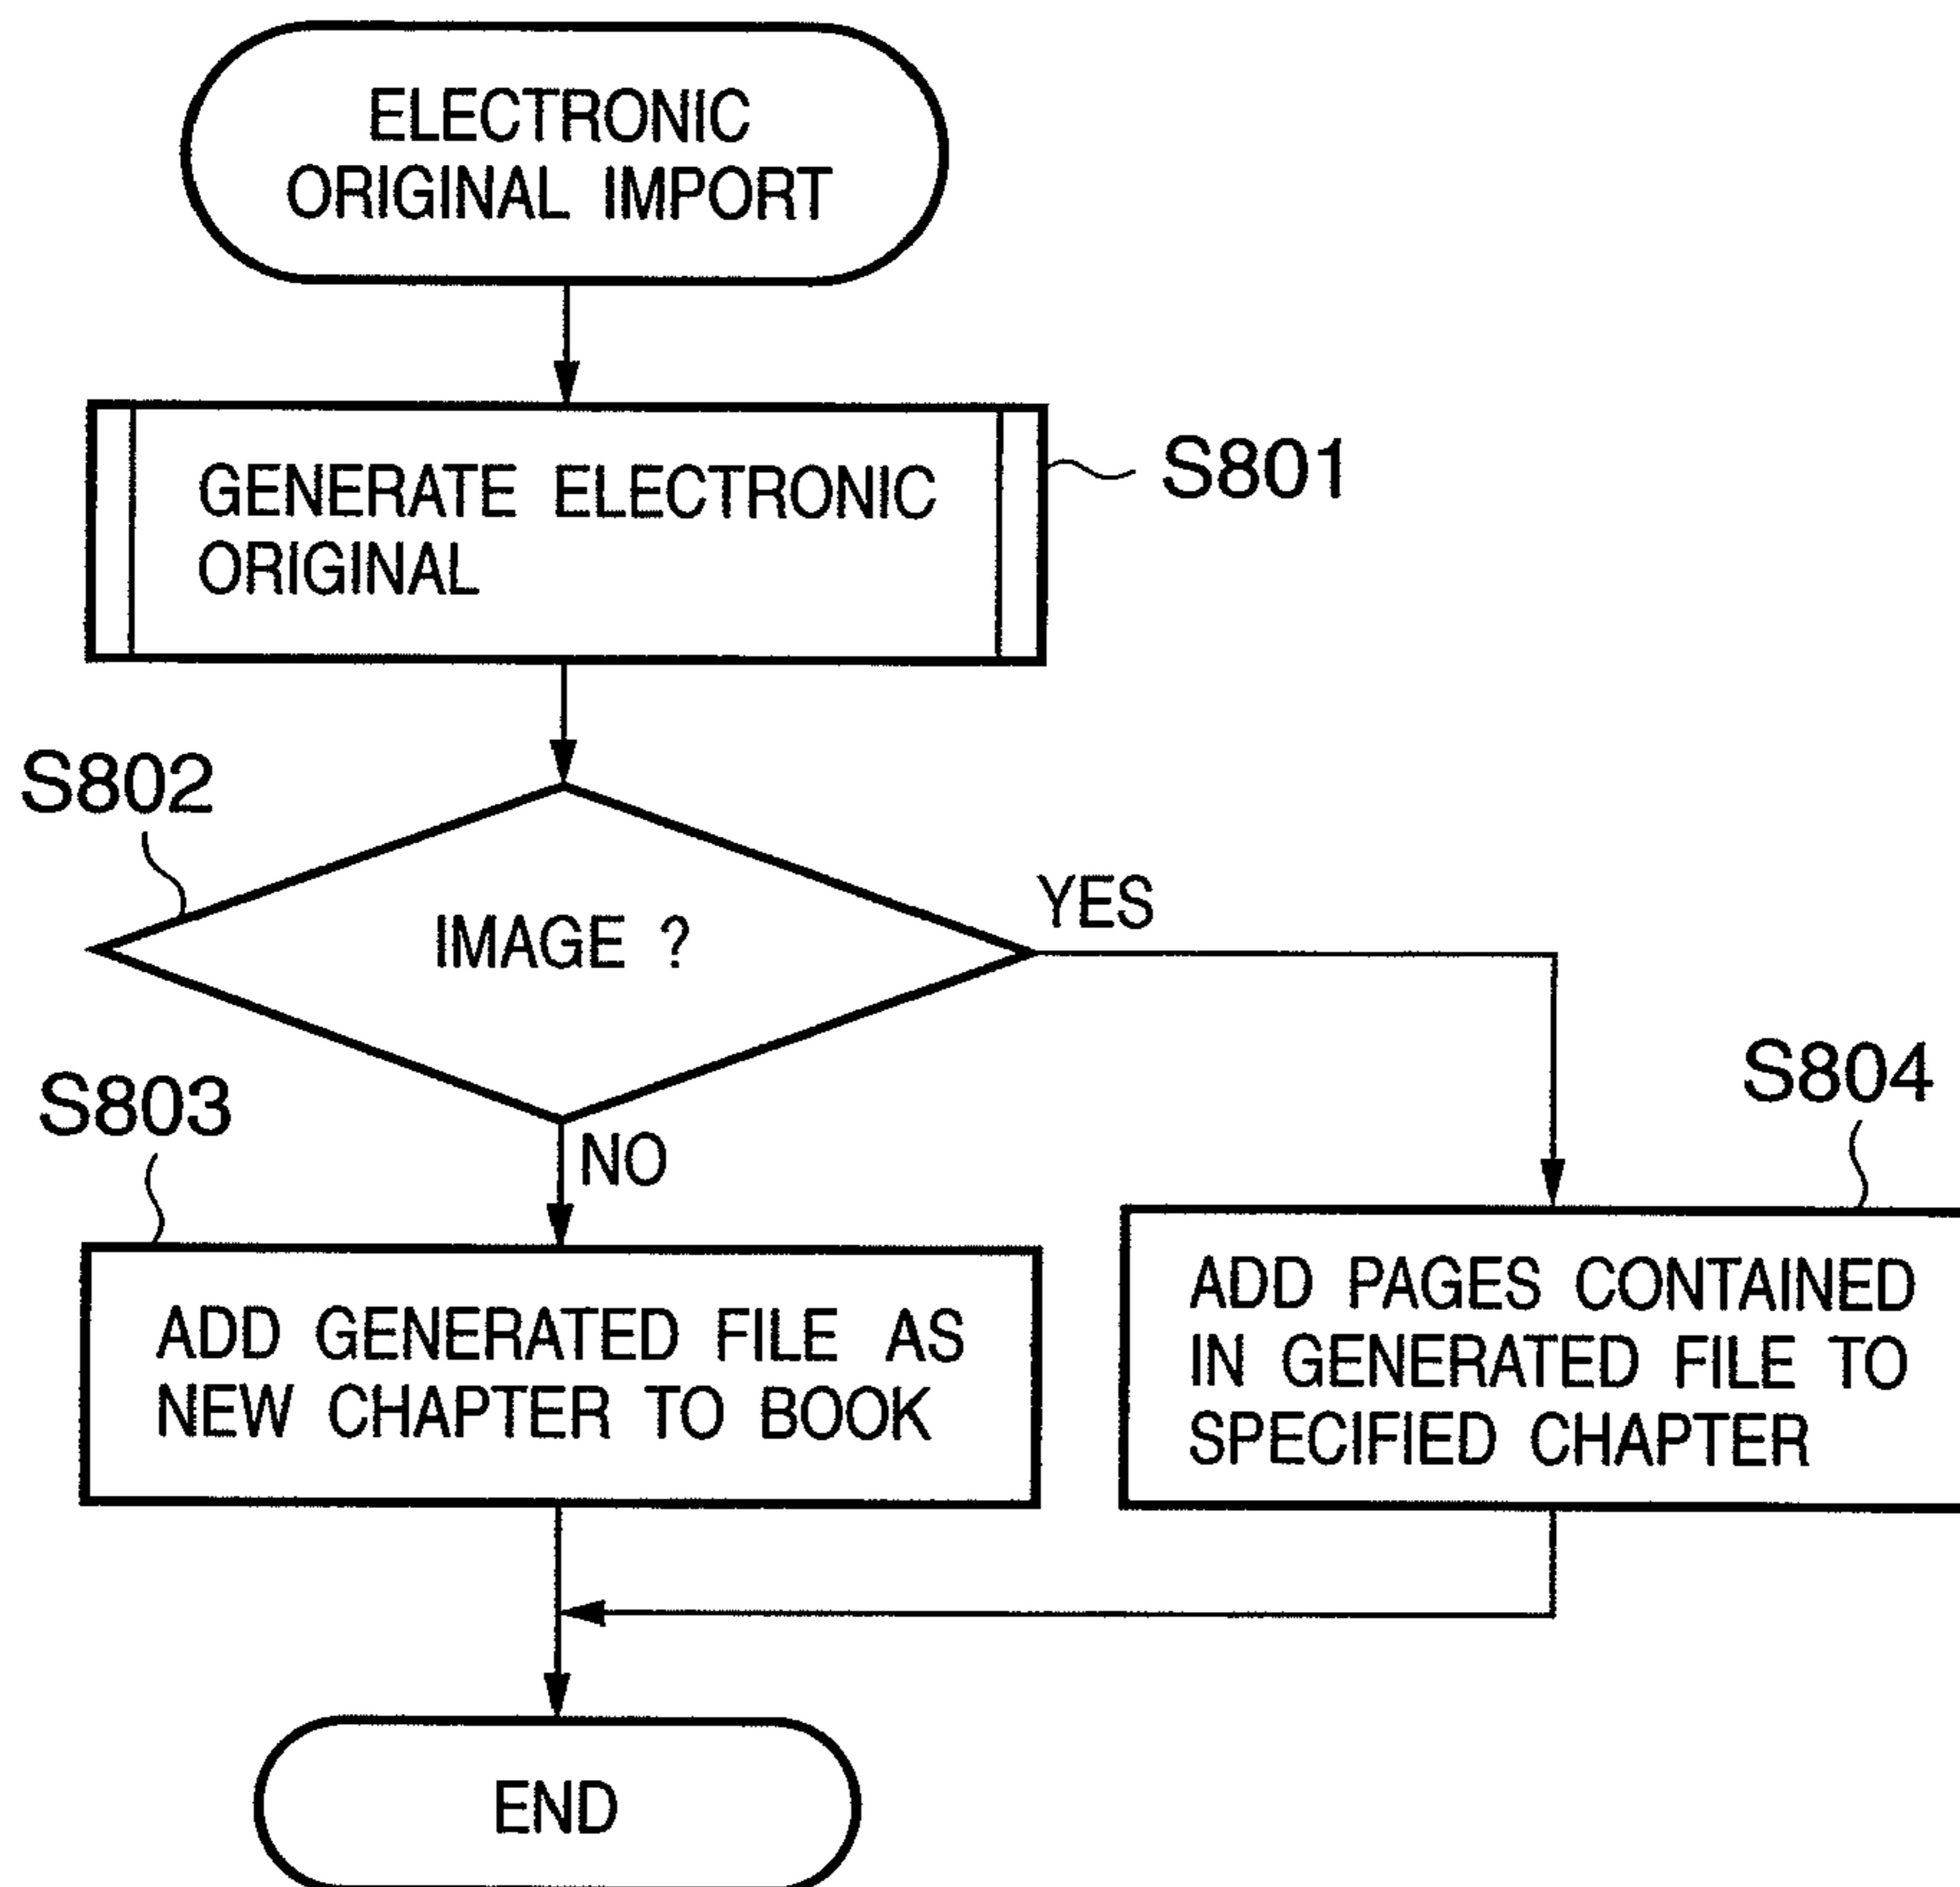 ELECTRONIC
ORIGINAL IMPORT
GENERATE ELECTRONIC
ORIGINAL
S801
S802
IMAGE ?
YES
NO
S803
ADD GENERATED FILE AS
NEW CHAPTER TO BOOK
S804
ADD PAGES CONTAINED
IN GENERATED FILE TO
SPECIFIED CHAPTER
END